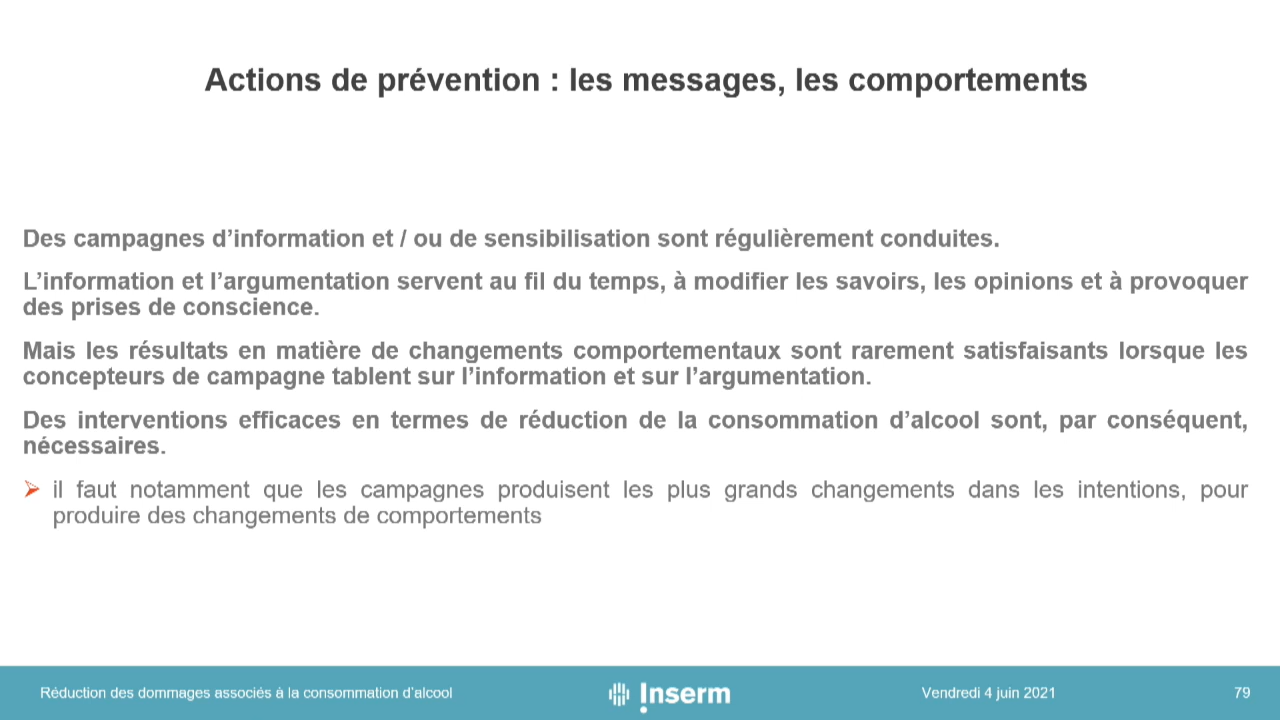 Actions de prévention : les messages, les comportements
Des campagnes d’information et / ou de sensibilisation sont régulièrement conduites.
L’information et l’argumentation servent au fil du temps, à modifier les savoirs, les opinions et à provoquer
des prises de conscience.
Mais les résultats en matière de changements comportementaux sont rarement satisfaisants lorsque les
concepteurs de campagne tablent sur l’information et sur l’argumentation.
Des interventions efficaces en termes de réduction de la consommation d’alcool sont, par conséquent,
nécessaires.
il faut notamment que les campagnes produisent les plus grands changements dans les intentions, pour
produire des changements de comportements
Réduction des dommages associés à la consommation d’alcool
Inserm
Vendredi 4 juin 2021
79